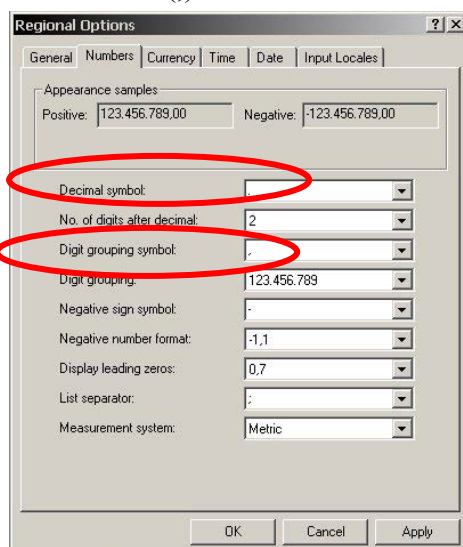 (,)
Regional Options ? X
General Numbers Currency Time Date Input Locales
Appearance samples
Positive: 123.456.789,00 Negative: -123.456.789,00
Decimal symbol: .
No. of digits after decimal: 2
Digit grouping symbol: ,
Digit grouping: 123.456.789
Negative sign symbol: -
Negative number format: -1,1
Display leading zeros: 0,7
List separator: ;
Measurement system: Metric
OK Cancel Apply